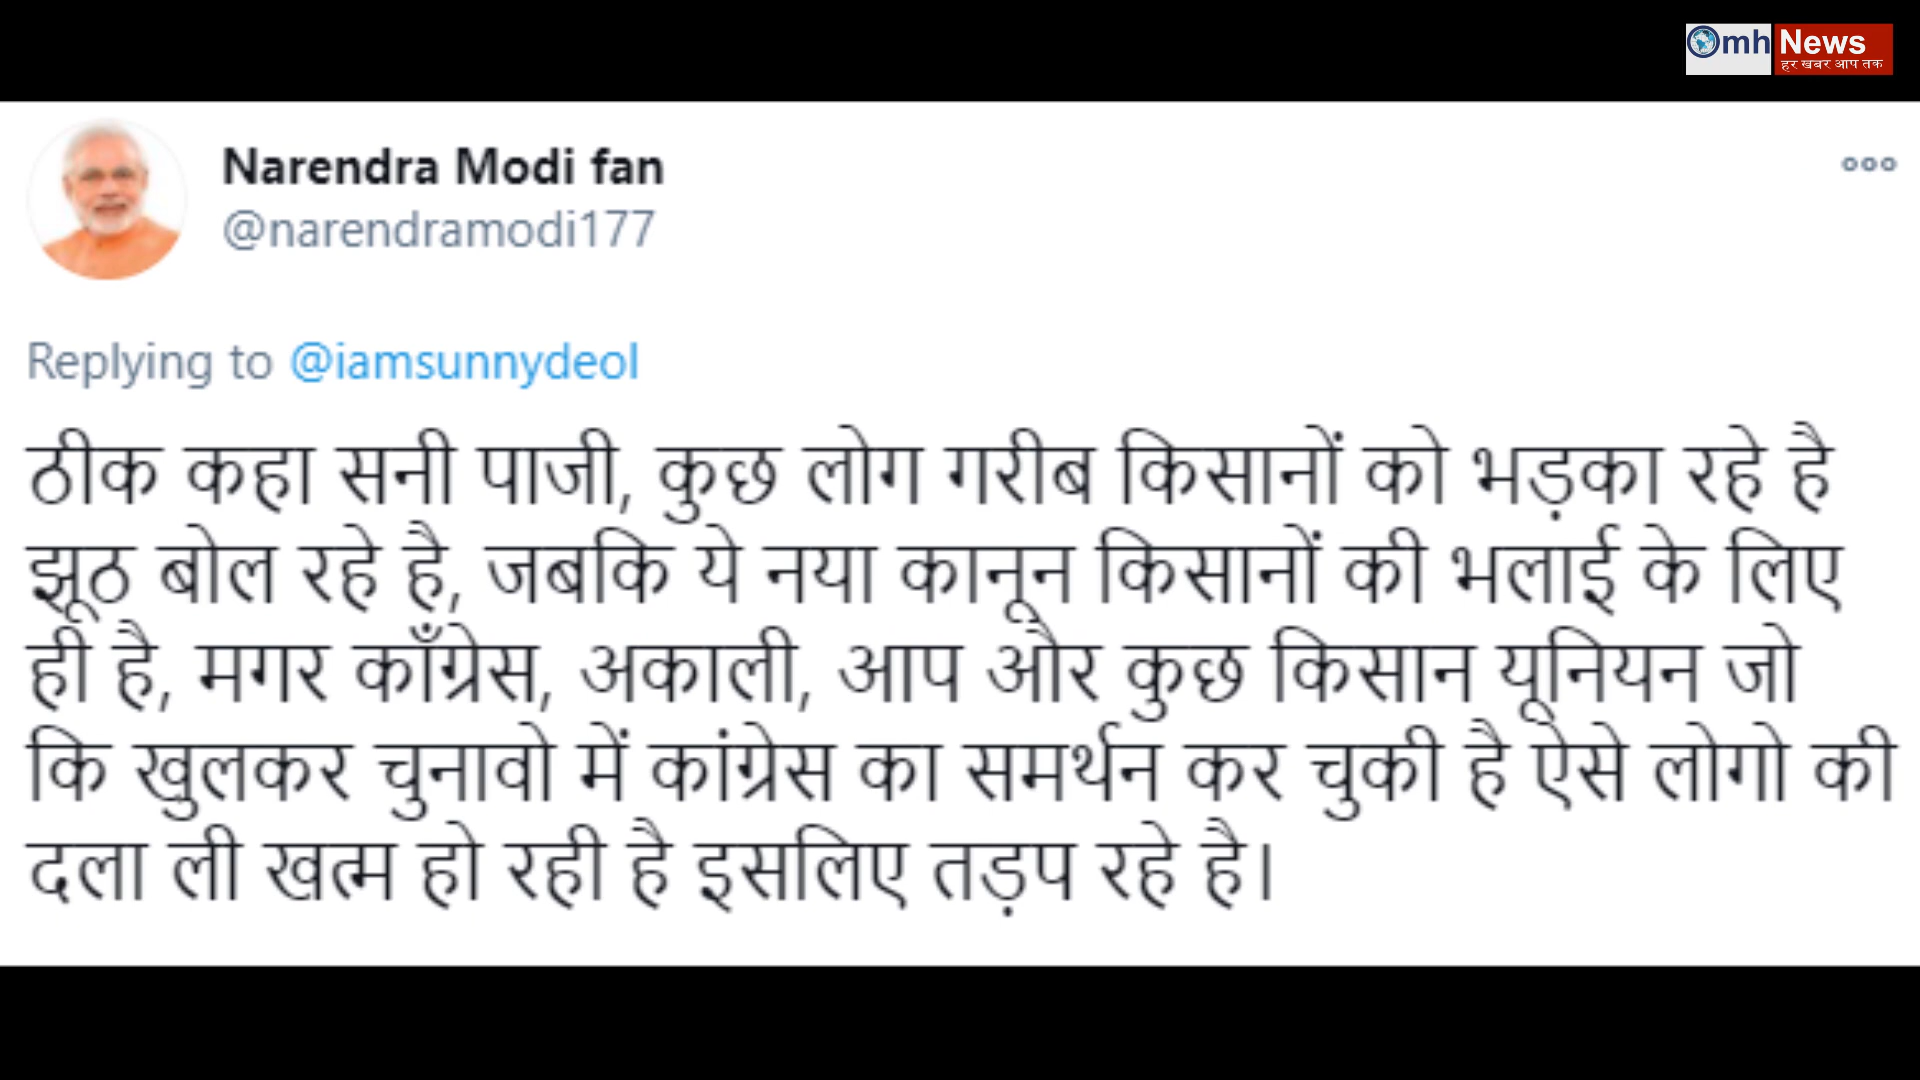 Omh News
हर खबर आप तक
Narendra Modi fan
@narendramodi177
Replying to @iamsunnydeol
ठीक कहा सनी पाजी, कुछ लोग गरीब किसानों को भड़का रहे है
झूठ बोल रहे है, जबकि ये नया कानून किसानों की भलाई के लिए
ही है, मगर काँग्रेस, अकाली, आप और कुछ किसान यूनियन जो
कि खुलकर चुनावो में कांग्रेस का समर्थन कर चुकी है ऐसे लोगो की
दला ली खत्म हो रही है इसलिए तड़प रहे है।